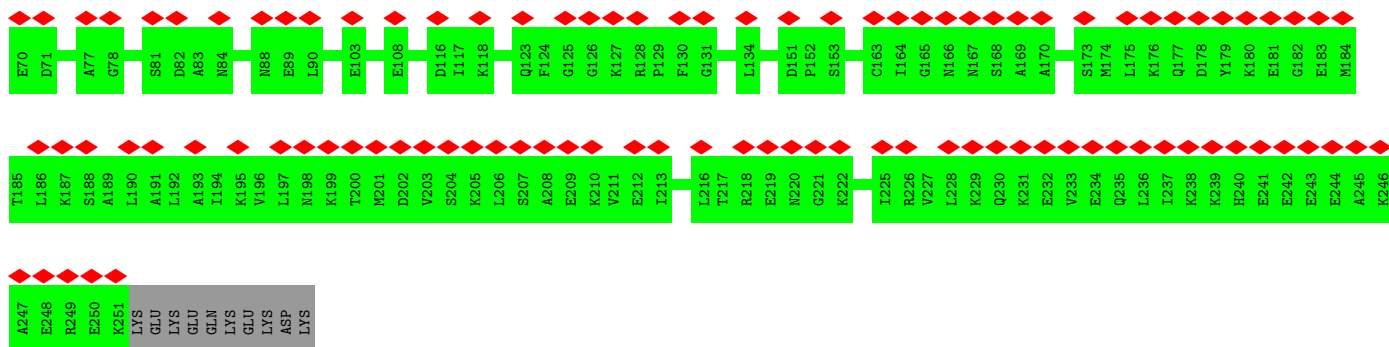 E70 D71 A77 G78 S81 D82 A83 N84 N88 E89 L90 E103 E108 D116 I117 K118 Q123 F124 G125 G126 K127 R128 P129 F130 G131 L134 D151 P152 S153 C163 I164 G165 N166 N167 S168 A169 A170 S173 M174 L175 K176 Q177 D178 Y179 K180 E181 G182 E183 M184
T185 L186 K187 S188 A189 L190 A191 L192 A193 I194 K195 V196 L197 N198 K199 T200 M201 D202 V203 S204 K205 L206 S207 A208 E209 K210 V211 E212 I213 L216 T217 R218 E219 N220 G221 K222 I225 R226 V227 L228 K229 Q230 K231 E232 V233 E234 Q235 L236 I237 K238 K239 H240 E241 E242 E243 E244 A245 K246
A247 E248 R249 E250 K251 LYS GLU LYS GLU GLN LYS GLU LYS ASP LYS